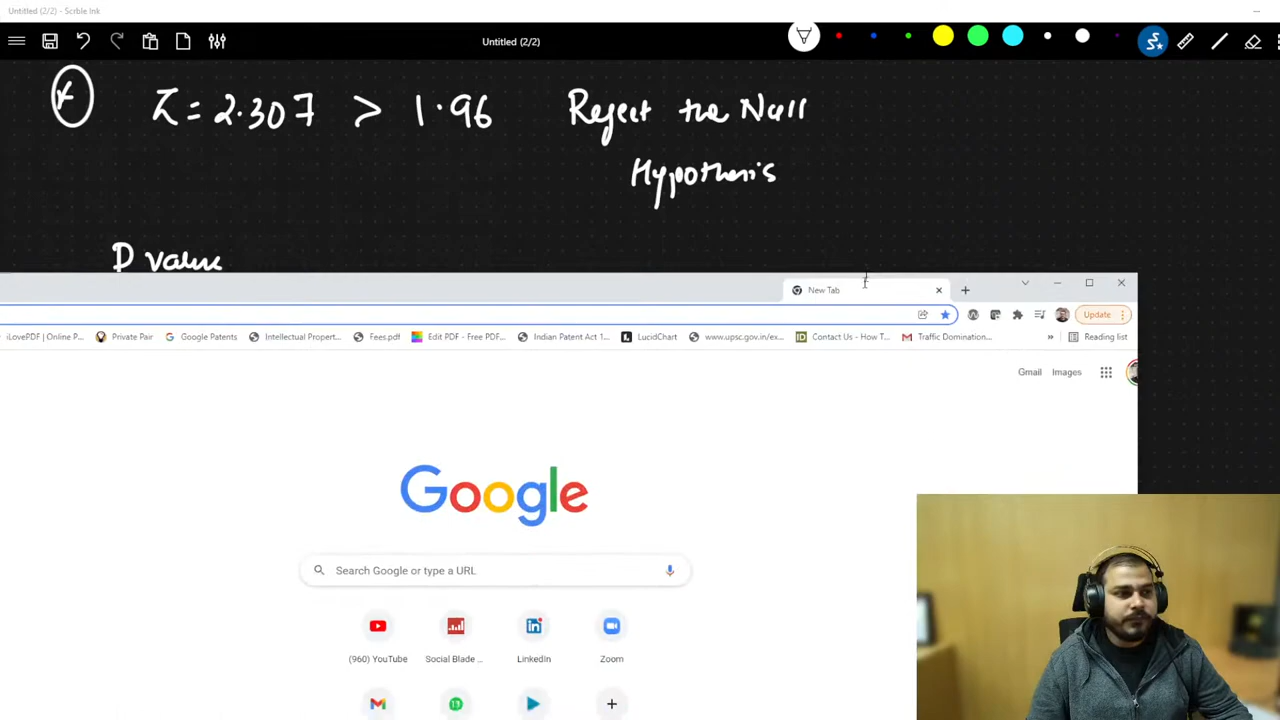 Untitled (2/2) - Scrble Ink
Untitled (2/2)
Z = 2.307 > 1.96 Reject the Null
Hypothesis
P value
New Tab
Update
iLovePDF | Online P... Private Pair Google Patents Intellectual Propert... Fees.pdf Edit PDF - Free PDF... Indian Patent Act 1... LucidChart www.upsc.gov.in/ex... Contact Us - How T... Traffic Domination... » Reading list
Gmail Images
Google
Search Google or type a URL
(960) YouTube Social Blade ... LinkedIn Zoom